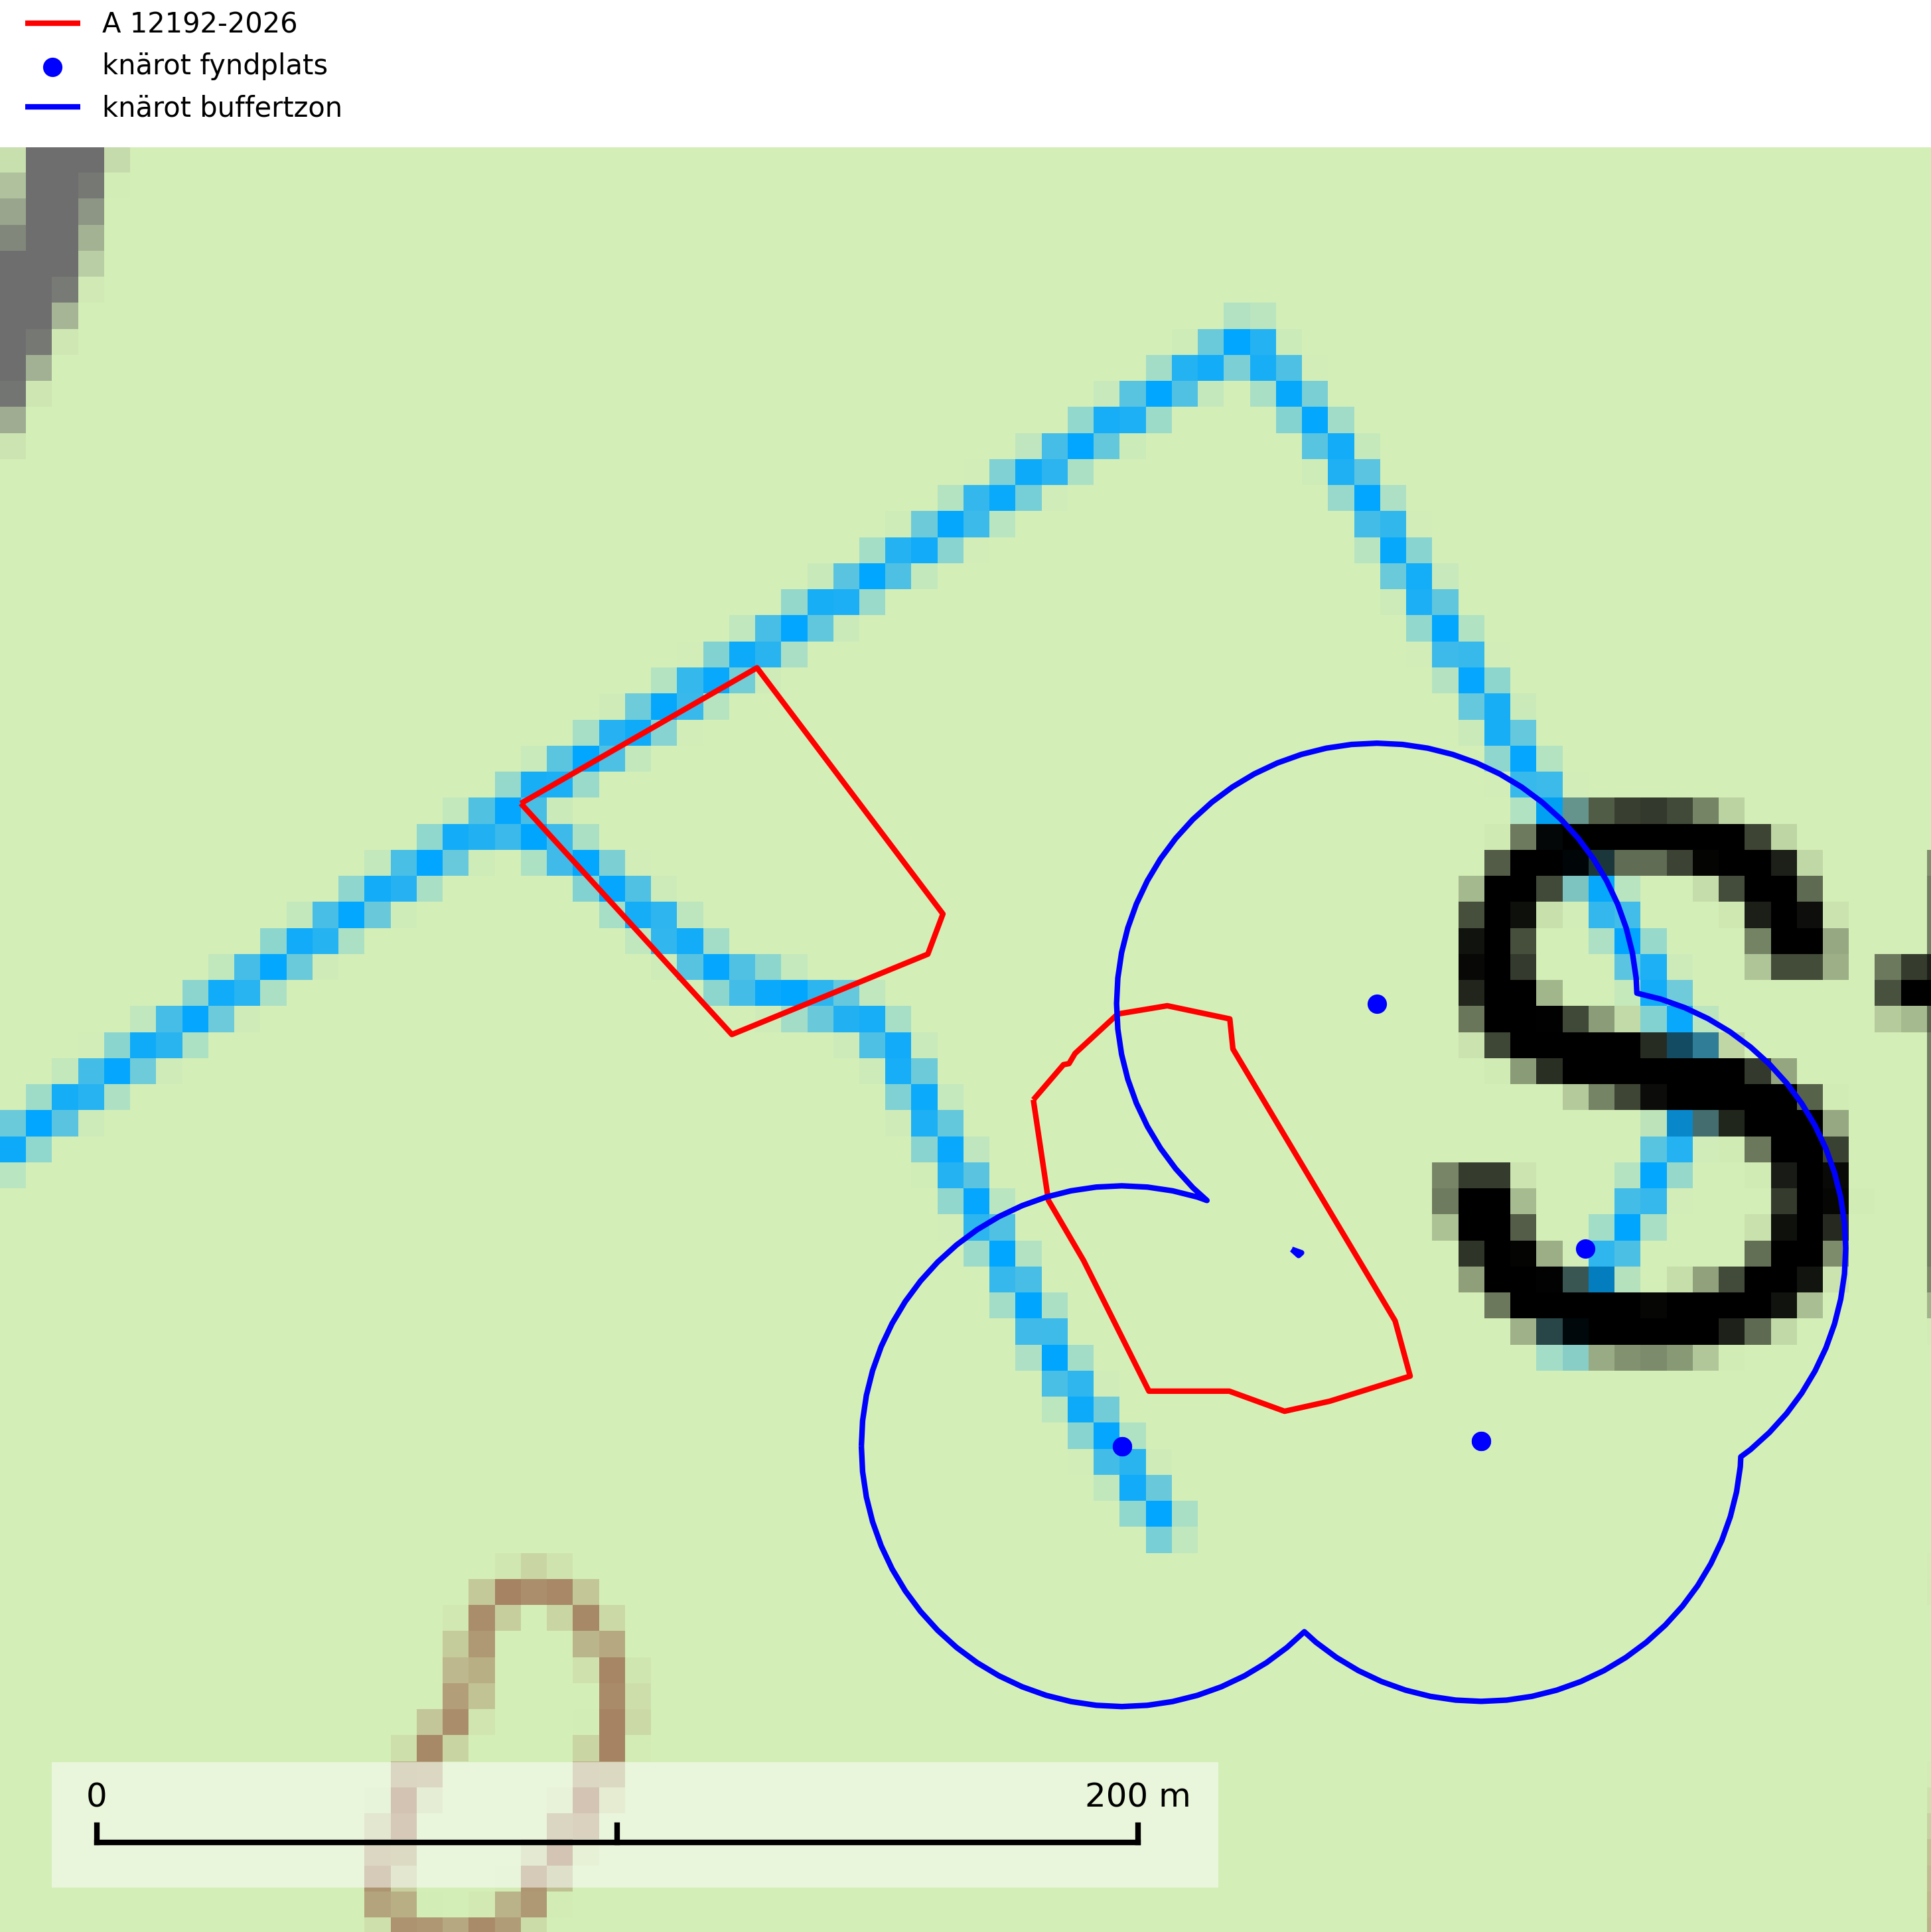 A 12192-2026
knärot fyndplats
knärot buffertzon
S
0 200 m